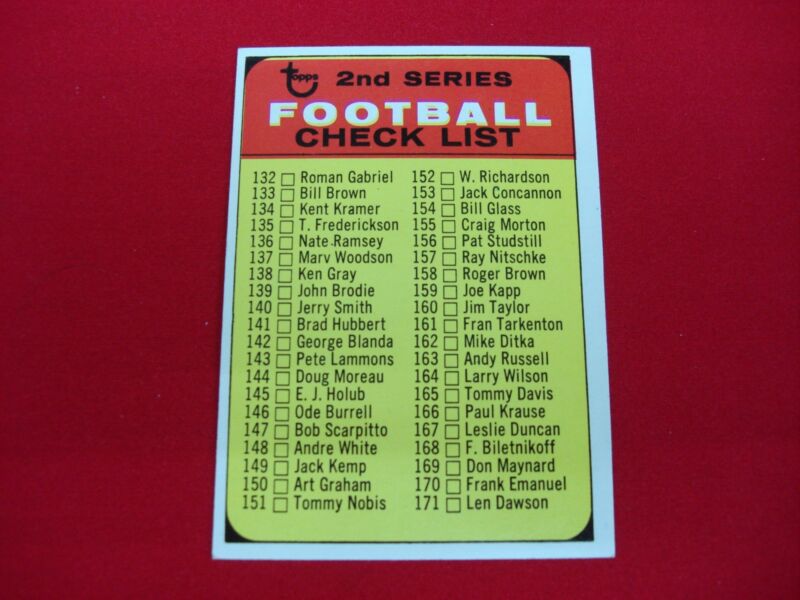 topps 2nd SERIES
FOOTBALL
CHECK LIST
132 Roman Gabriel
133 Bill Brown
134 Kent Kramer
135 T. Frederickson
136 Nate Ramsey
137 Marv Woodson
138 Ken Gray
139 John Brodie
140 Jerry Smith
141 Brad Hubbert
142 George Blanda
143 Pete Lammons
144 Doug Moreau
145 E. J. Holub
146 Ode Burrell
147 Bob Scarpitto
148 Andre White
149 Jack Kemp
150 Art Graham
151 Tommy Nobis
152 W. Richardson
153 Jack Concannon
154 Bill Glass
155 Craig Morton
156 Pat Studstill
157 Ray Nitschke
158 Roger Brown
159 Joe Kapp
160 Jim Taylor
161 Fran Tarkenton
162 Mike Ditka
163 Andy Russell
164 Larry Wilson
165 Tommy Davis
166 Paul Krause
167 Leslie Duncan
168 F. Biletnikoff
169 Don Maynard
170 Frank Emanuel
171 Len Dawson